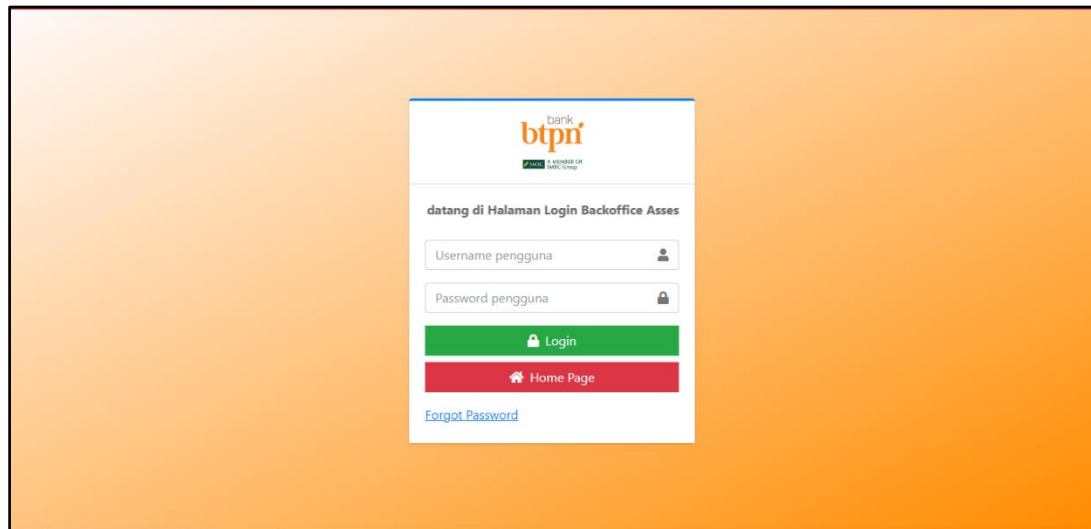 bank
btpn
SMBC A MEMBER OF
SMBC Group
datang di Halaman Login Backoffice Asses
Username pengguna
Password pengguna
Login
Home Page
Forgot Password